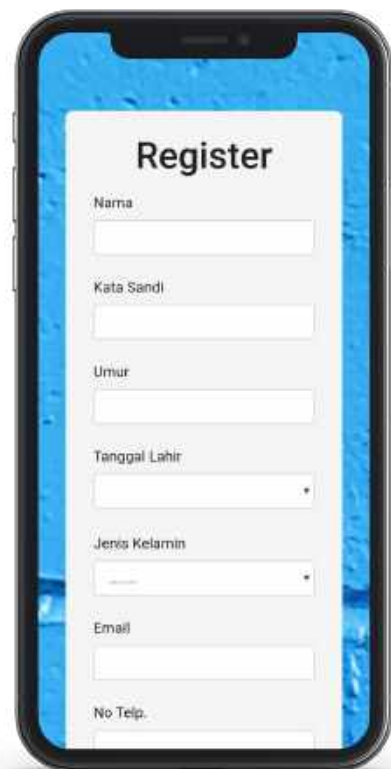 Register
Nama
Kata Sandi
Umur
Tanggal Lahir
Jenis Kelamin
Email
No Telp.